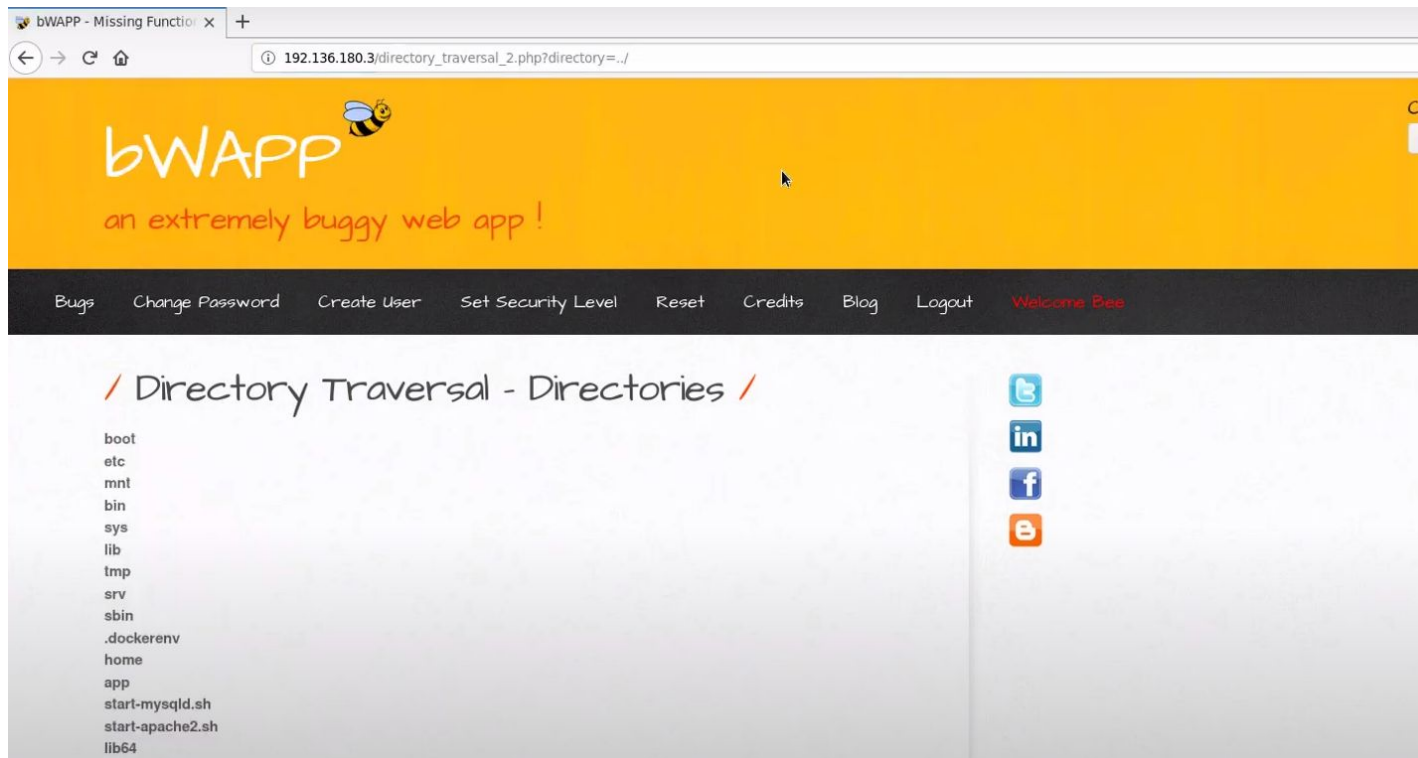 bWAPP - Missing Functio
192.136.180.3/directory_traversal_2.php?directory=../
bWAPP
an extremely buggy web app !
Bugs Change Password Create User Set Security Level Reset Credits Blog Logout Welcome Bee
/ Directory Traversal - Directories /
boot
etc
mnt
bin
sys
lib
tmp
srv
sbin
.dockerenv
home
app
start-mysqld.sh
start-apache2.sh
lib64
in
f